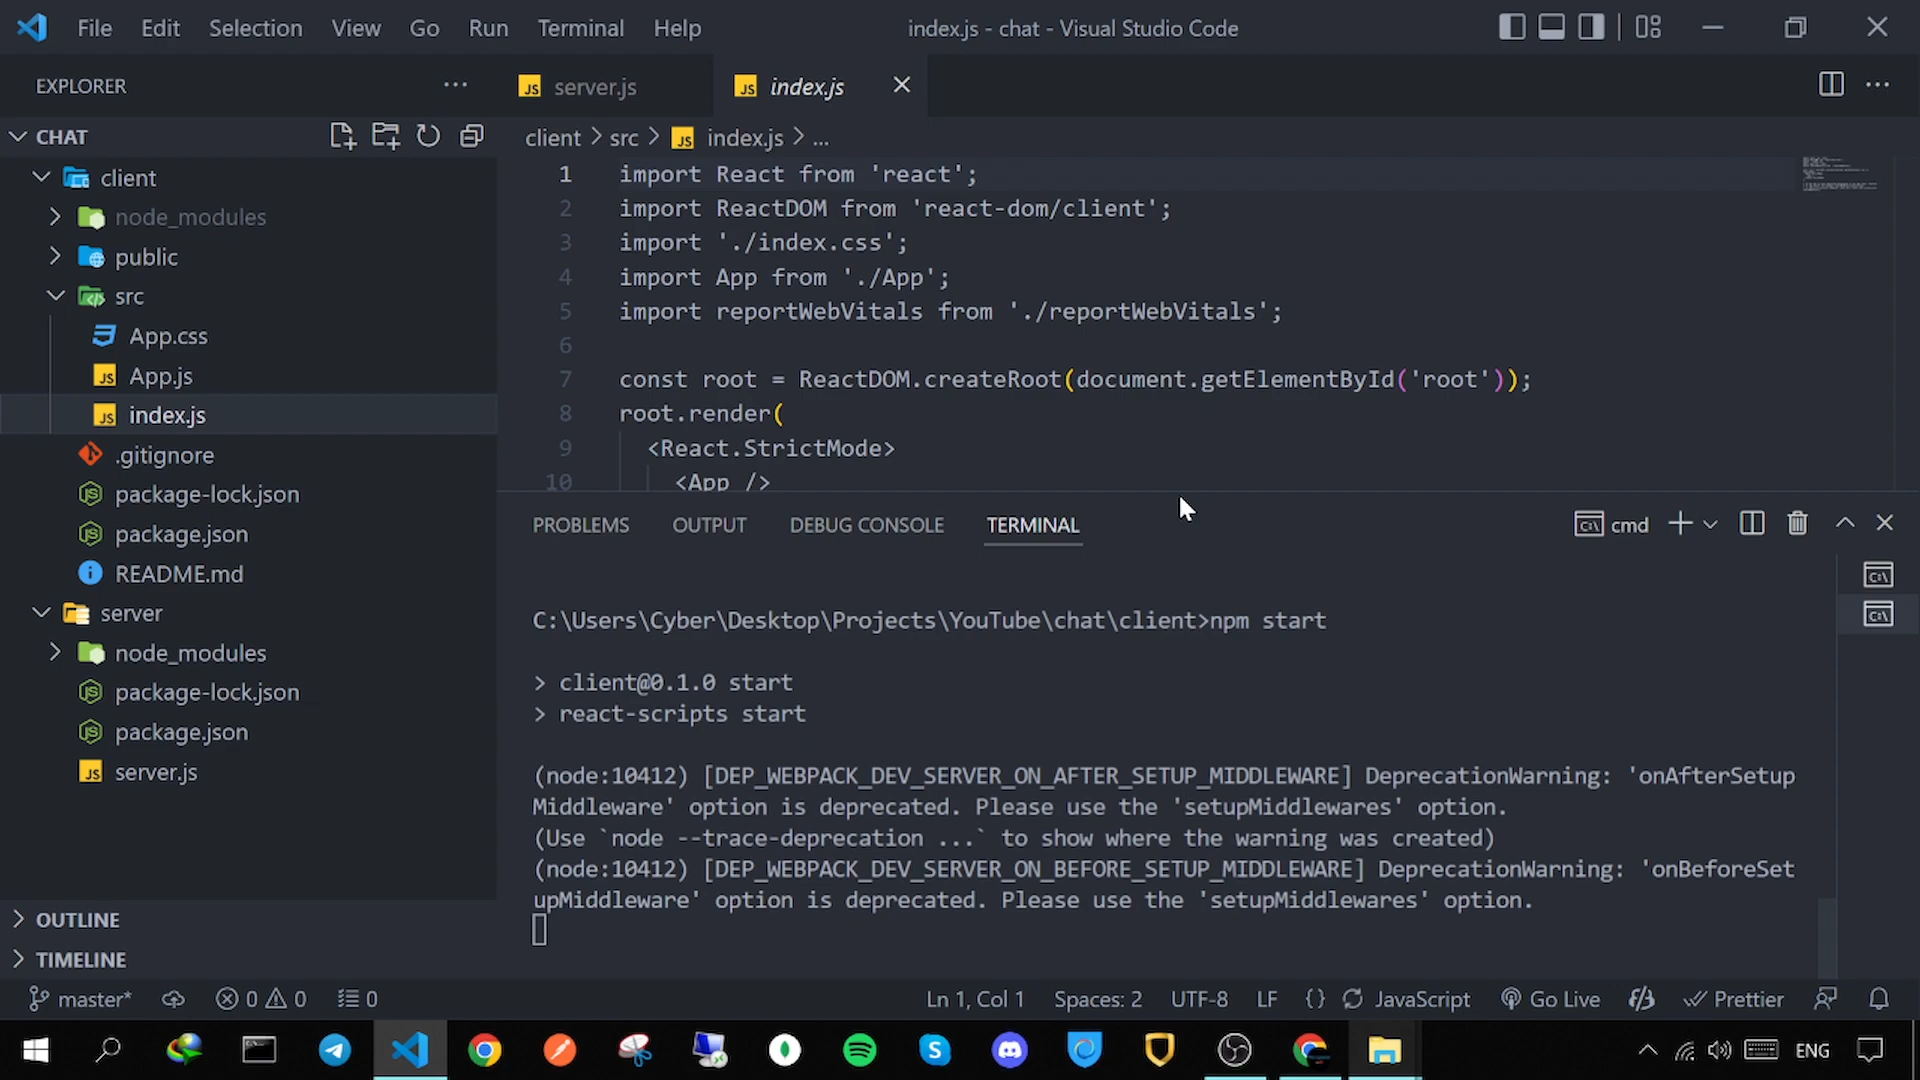 File Edit Selection View Go Run Terminal Help
index.js - chat - Visual Studio Code
EXPLORER
CHAT
client
node_modules
public
src
App.css
App.js
index.js
.gitignore
package-lock.json
package.json
README.md
server
node_modules
package-lock.json
package.json
server.js
OUTLINE
TIMELINE
JS server.js
JS index.js
client > src > JS index.js > ...
1 import React from 'react';
2 import ReactDOM from 'react-dom/client';
3 import './index.css';
4 import App from './App';
5 import reportWebVitals from './reportWebVitals';
6
7 const root = ReactDOM.createRoot(document.getElementById('root'));
8 root.render(
9 <React.StrictMode>
10 <App />
PROBLEMS OUTPUT DEBUG CONSOLE TERMINAL
cmd
C:\Users\Cyber\Desktop\Projects\YouTube\chat\client>npm start
> client@0.1.0 start
> react-scripts start
(node:10412) [DEP_WEBPACK_DEV_SERVER_ON_AFTER_SETUP_MIDDLEWARE] DeprecationWarning: 'onAfterSetup
Middleware' option is deprecated. Please use the 'setupMiddlewares' option.
(Use `node --trace-deprecation ...` to show where the warning was created)
(node:10412) [DEP_WEBPACK_DEV_SERVER_ON_BEFORE_SETUP_MIDDLEWARE] DeprecationWarning: 'onBeforeSet
upMiddleware' option is deprecated. Please use the 'setupMiddlewares' option.
master* 0 0 0
Ln 1, Col 1 Spaces: 2 UTF-8 LF {} JavaScript Go Live Prettier
ENG